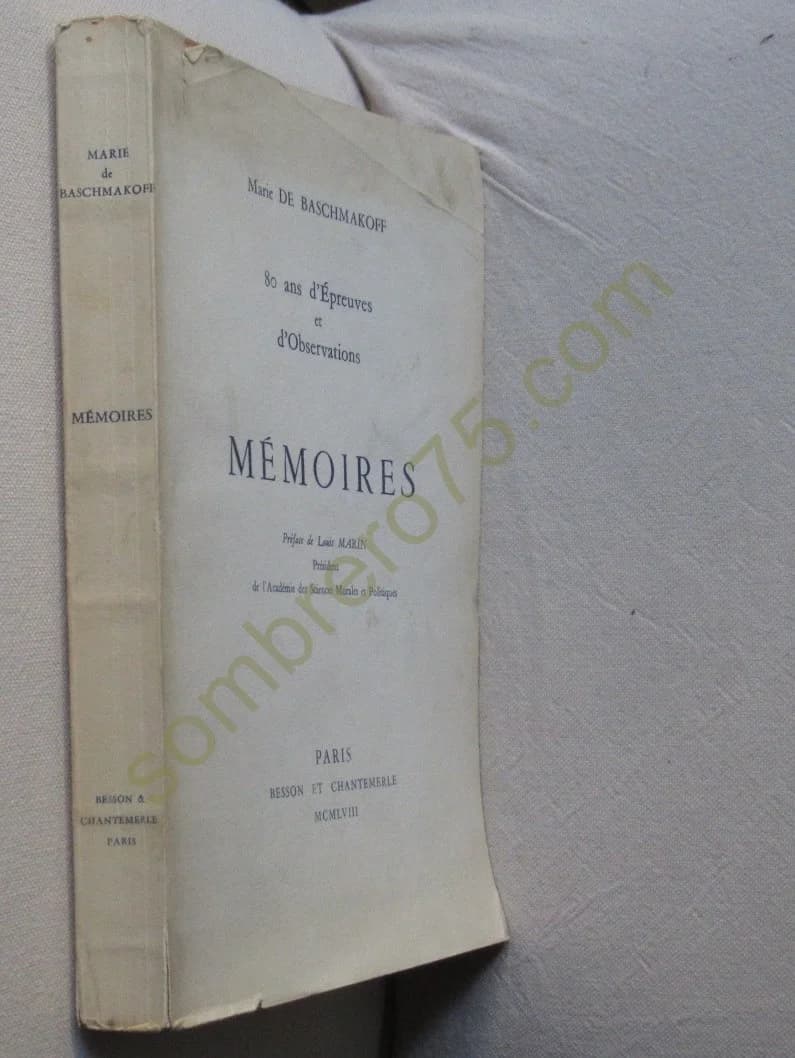 MARIE
de
BASCHMAKOFF
MÉMOIRES
BESSON &
CHANTEMERLE
PARIS
Marie DE BASCHMAKOFF
80 ans d'Épreuves
et
d'Observations
MÉMOIRES
Préface de Louis MARIN
Président
de l'Académie des Sciences Morales et Politiques
PARIS
BESSON ET CHANTEMERLE
MCMLVIII
sombrero75.com